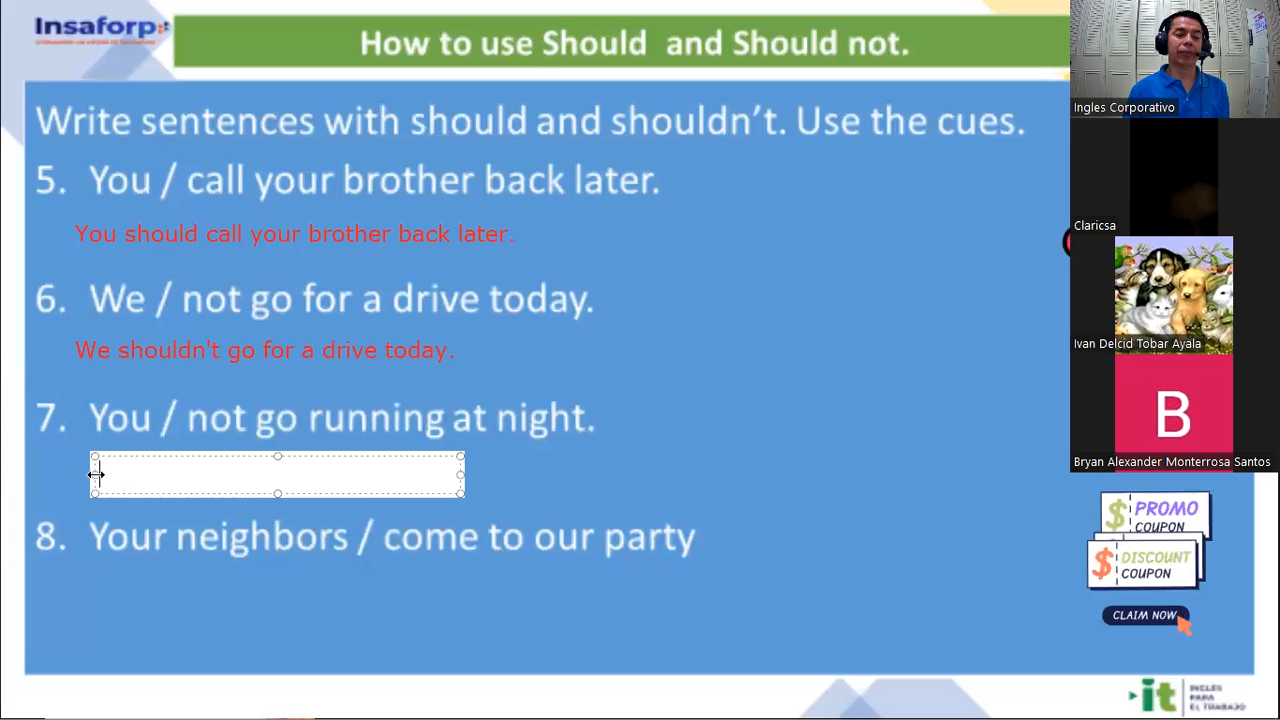 Insaforp
How to use Should and Should not.
Write sentences with should and shouldn't. Use the cues.
5. You / call your brother back later.
You should call your brother back later.
6. We / not go for a drive today.
We shouldn't go for a drive today.
7. You / not go running at night.
8. Your neighbors / come to our party
Ingles Corporativo
Claricsa
Ivan Delcid Tobar Ayala
B
Bryan Alexander Monterrosa Santos
$ PROMO
COUPON
$ DISCOUNT
COUPON
CLAIM NOW
it INGLÉS
PARA
EL TRABAJO